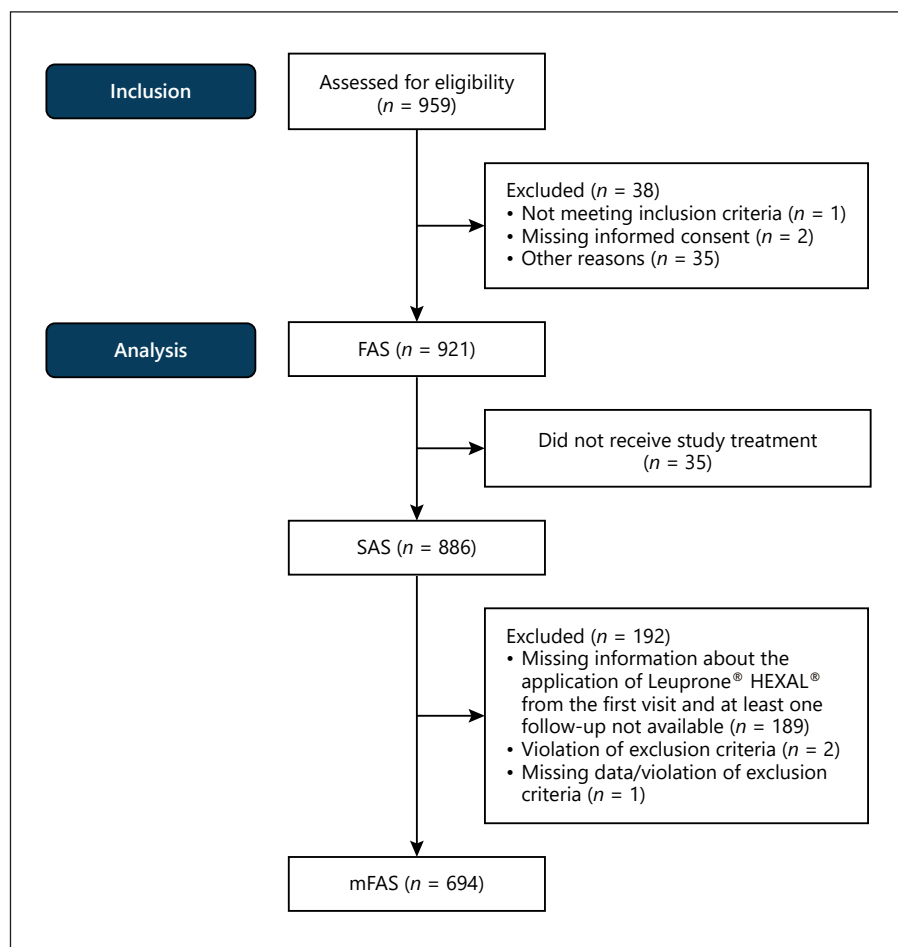 Inclusion
Assessed for eligibility
(n = 959)
Excluded (n = 38)
• Not meeting inclusion criteria (n = 1)
• Missing informed consent (n = 2)
• Other reasons (n = 35)
Analysis
FAS (n = 921)
Did not receive study treatment
(n = 35)
SAS (n = 886)
Excluded (n = 192)
• Missing information about the
application of Leuprone® HEXAL®
from the first visit and at least one
follow-up not available (n = 189)
• Violation of exclusion criteria (n = 2)
• Missing data/violation of exclusion
criteria (n = 1)
mFAS (n = 694)